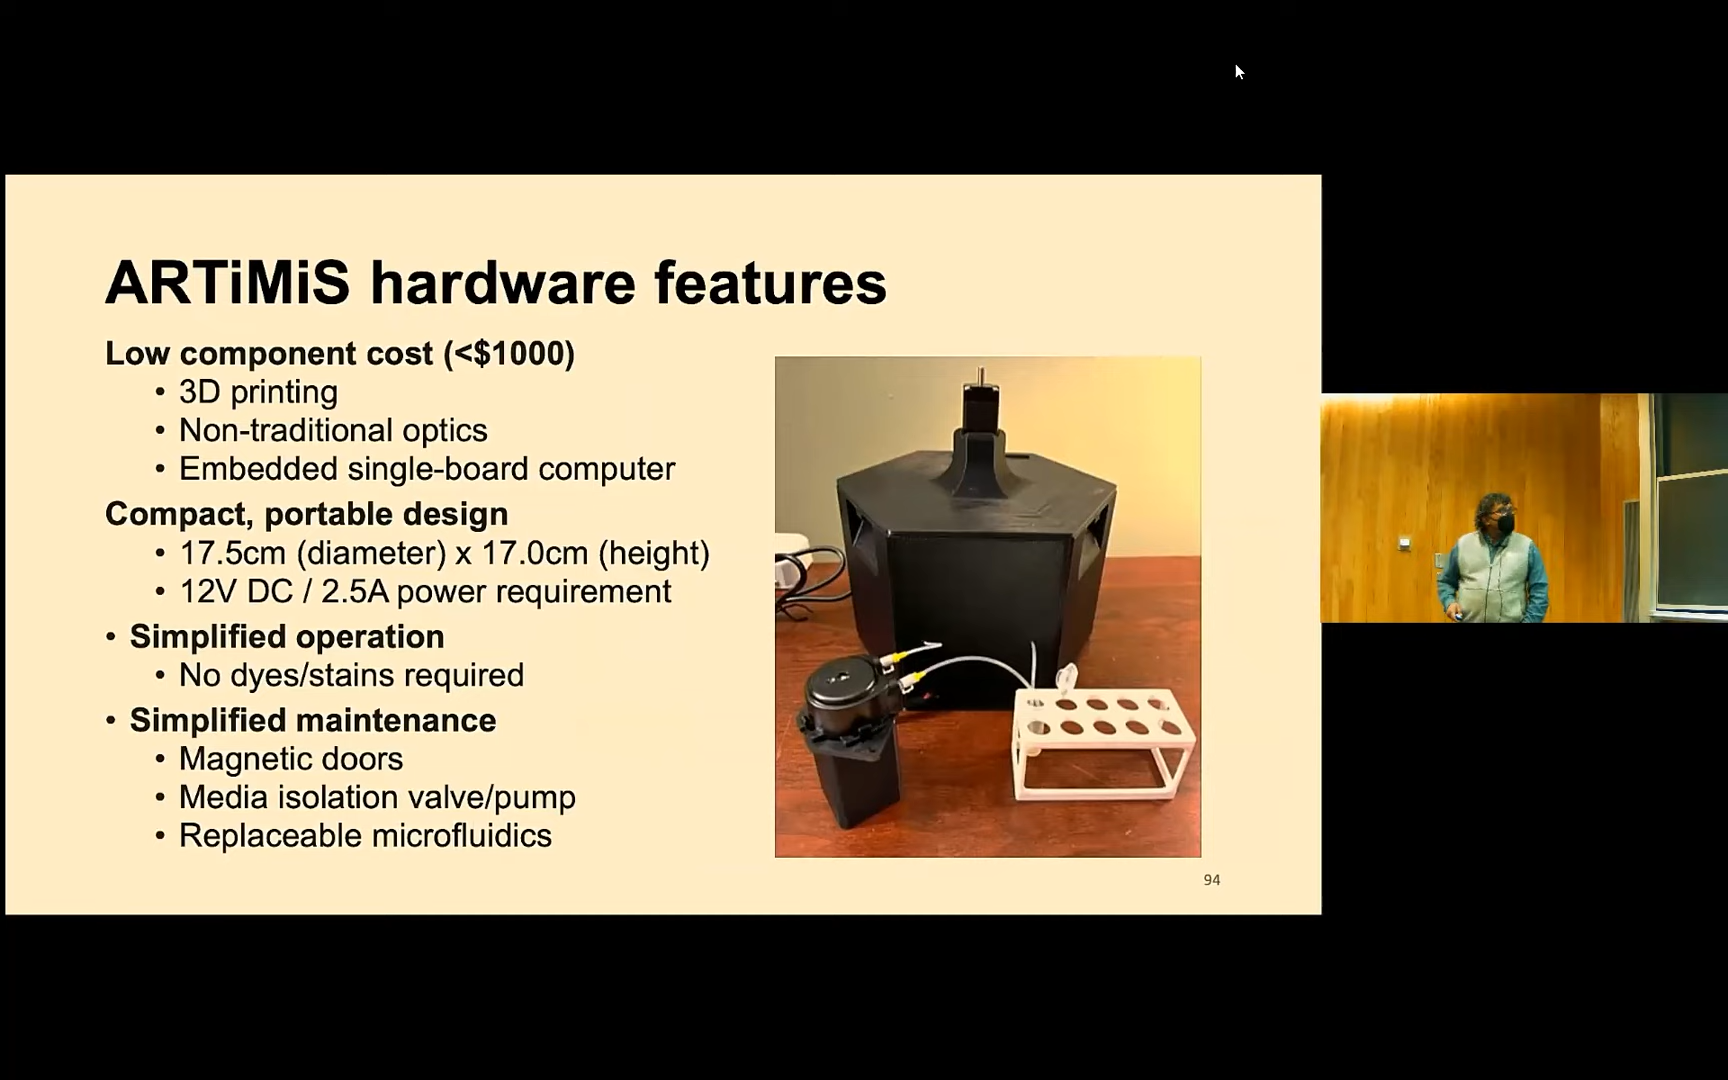 ARTiMiS hardware features
Low component cost (<$1000)
• 3D printing
• Non-traditional optics
• Embedded single-board computer
Compact, portable design
• 17.5cm (diameter) x 17.0cm (height)
• 12V DC / 2.5A power requirement
• Simplified operation
• No dyes/stains required
• Simplified maintenance
• Magnetic doors
• Media isolation valve/pump
• Replaceable microfluidics
94